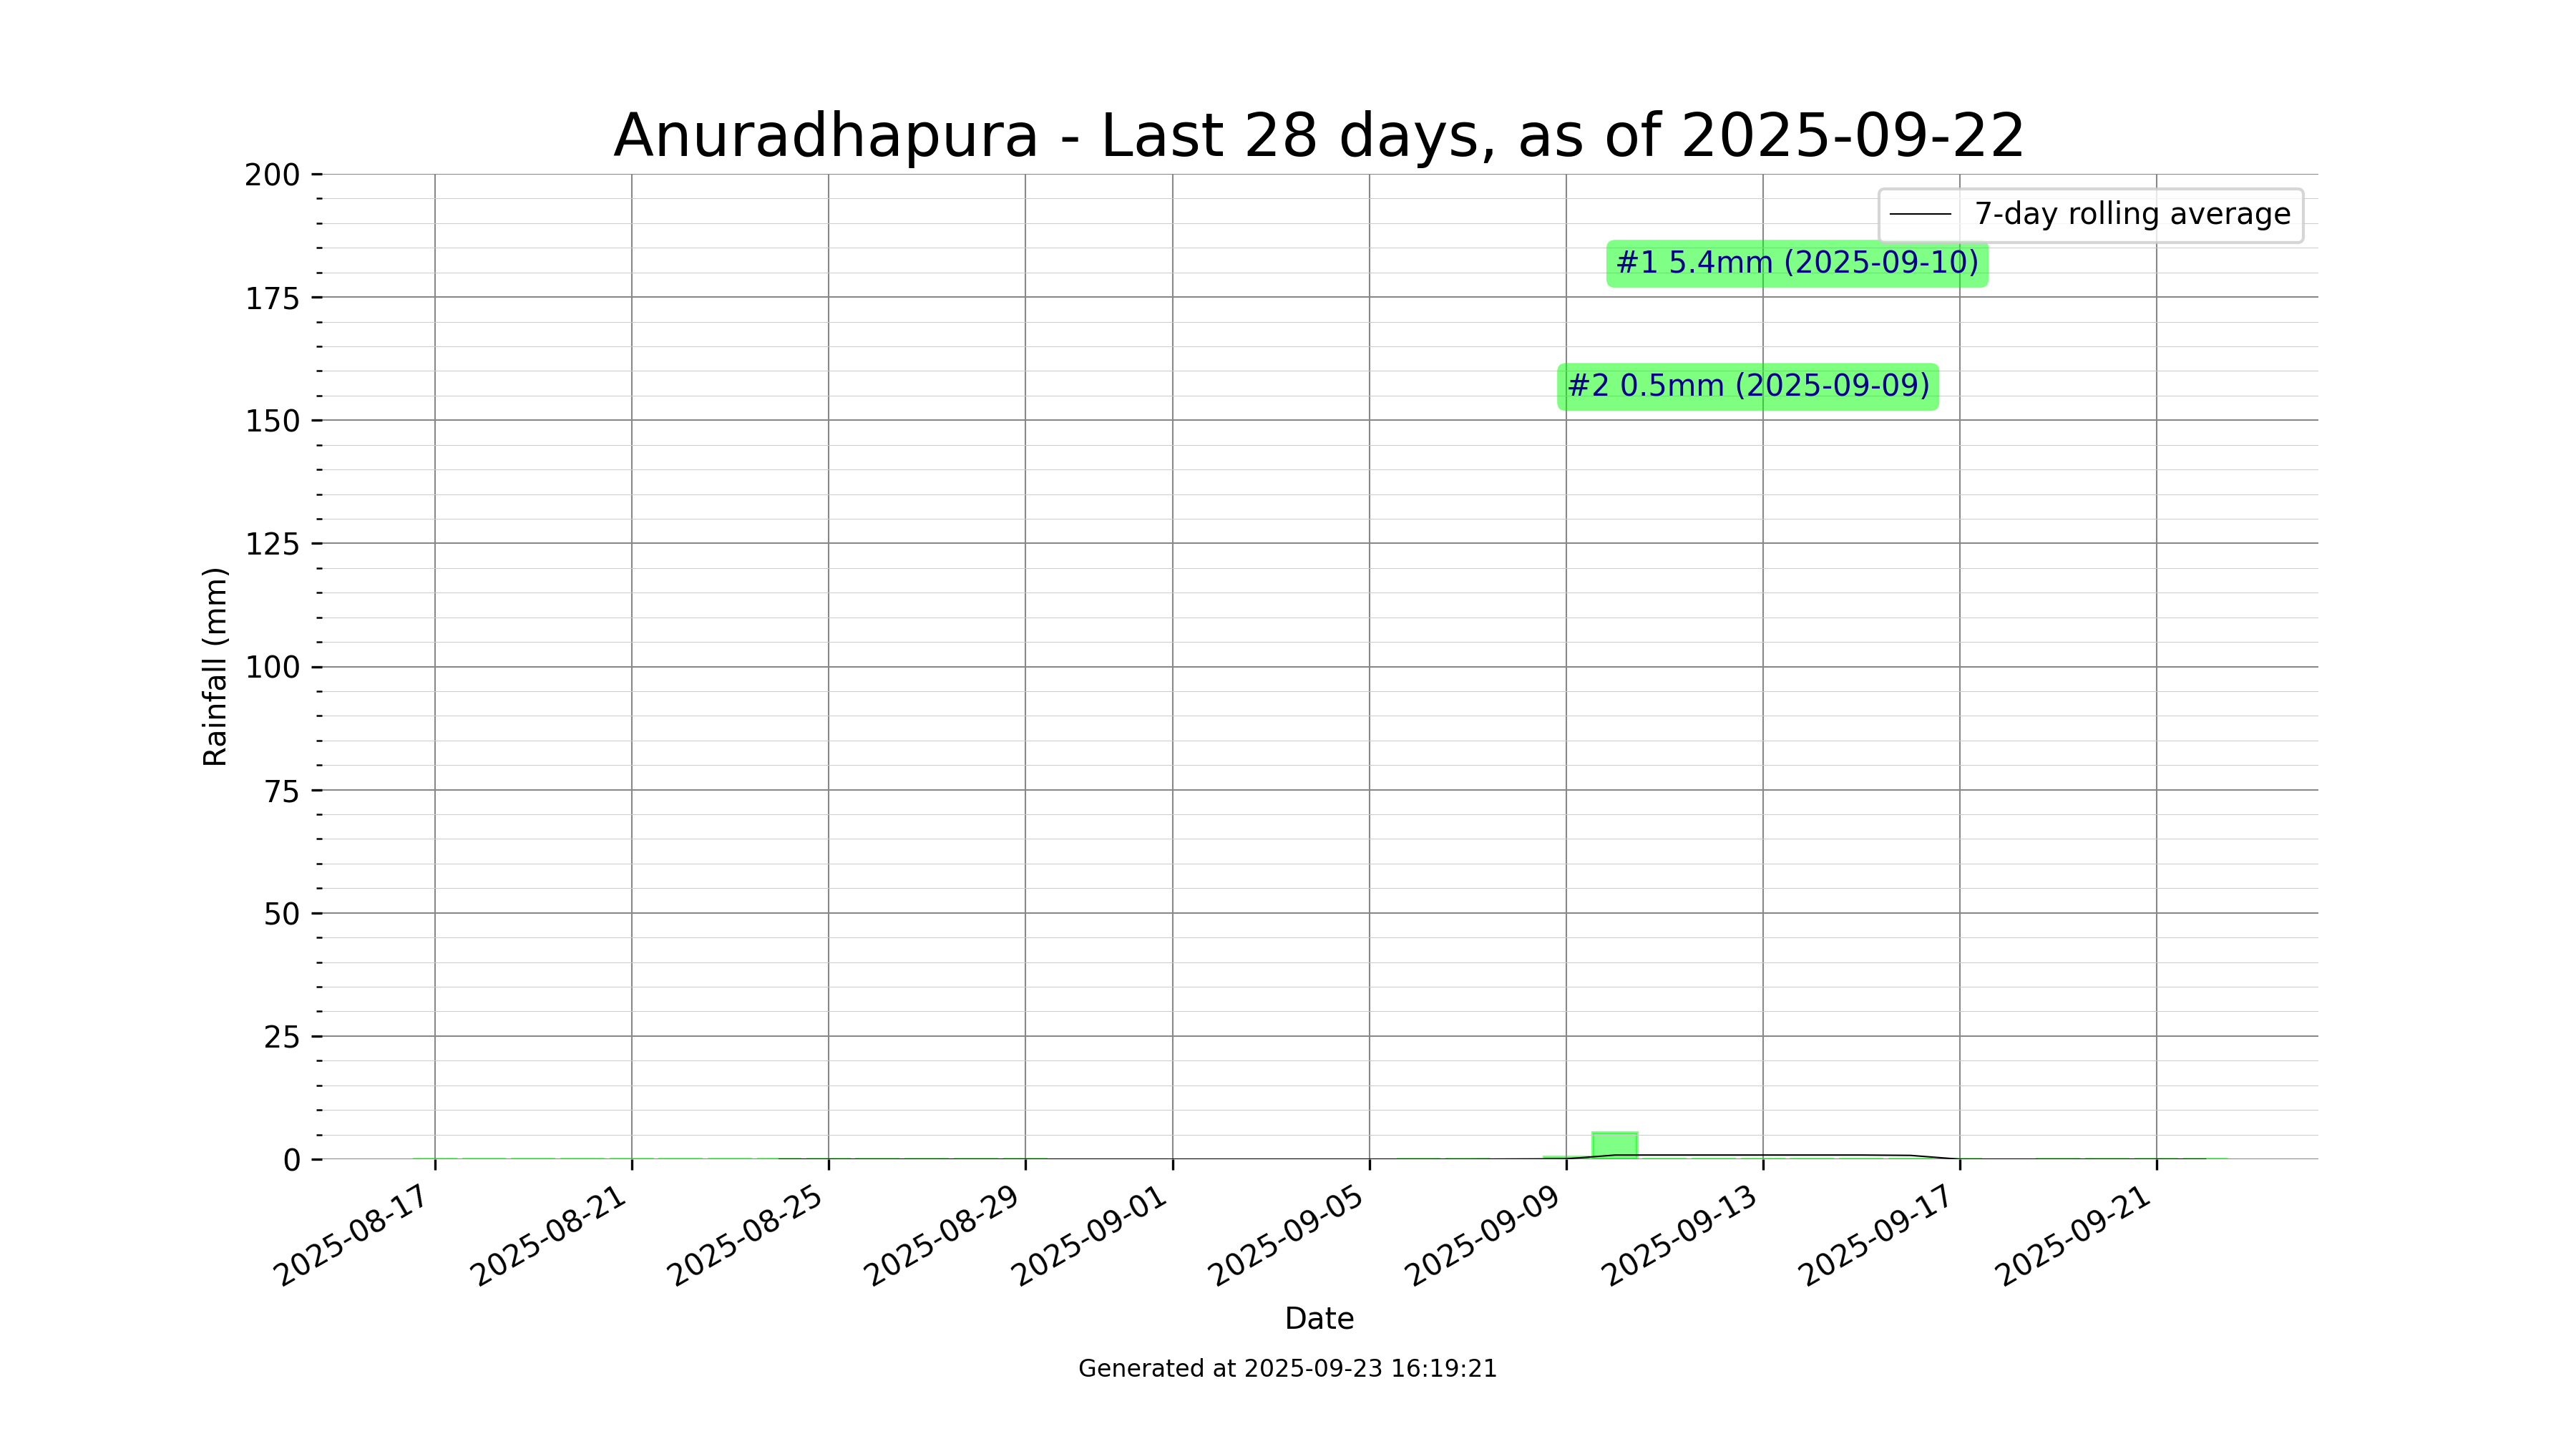 Anuradhapura - Last 28 days, as of 2025-09-22
200
175
150
125
100
75
50
25
0
Rainfall (mm)
7-day rolling average
#1 5.4mm (2025-09-10)
#2 0.5mm (2025-09-09)
2025-08-17
2025-08-21
2025-08-25
2025-08-29
2025-09-01
2025-09-05
2025-09-09
2025-09-13
2025-09-17
2025-09-21
Date
Generated at 2025-09-23 16:19:21